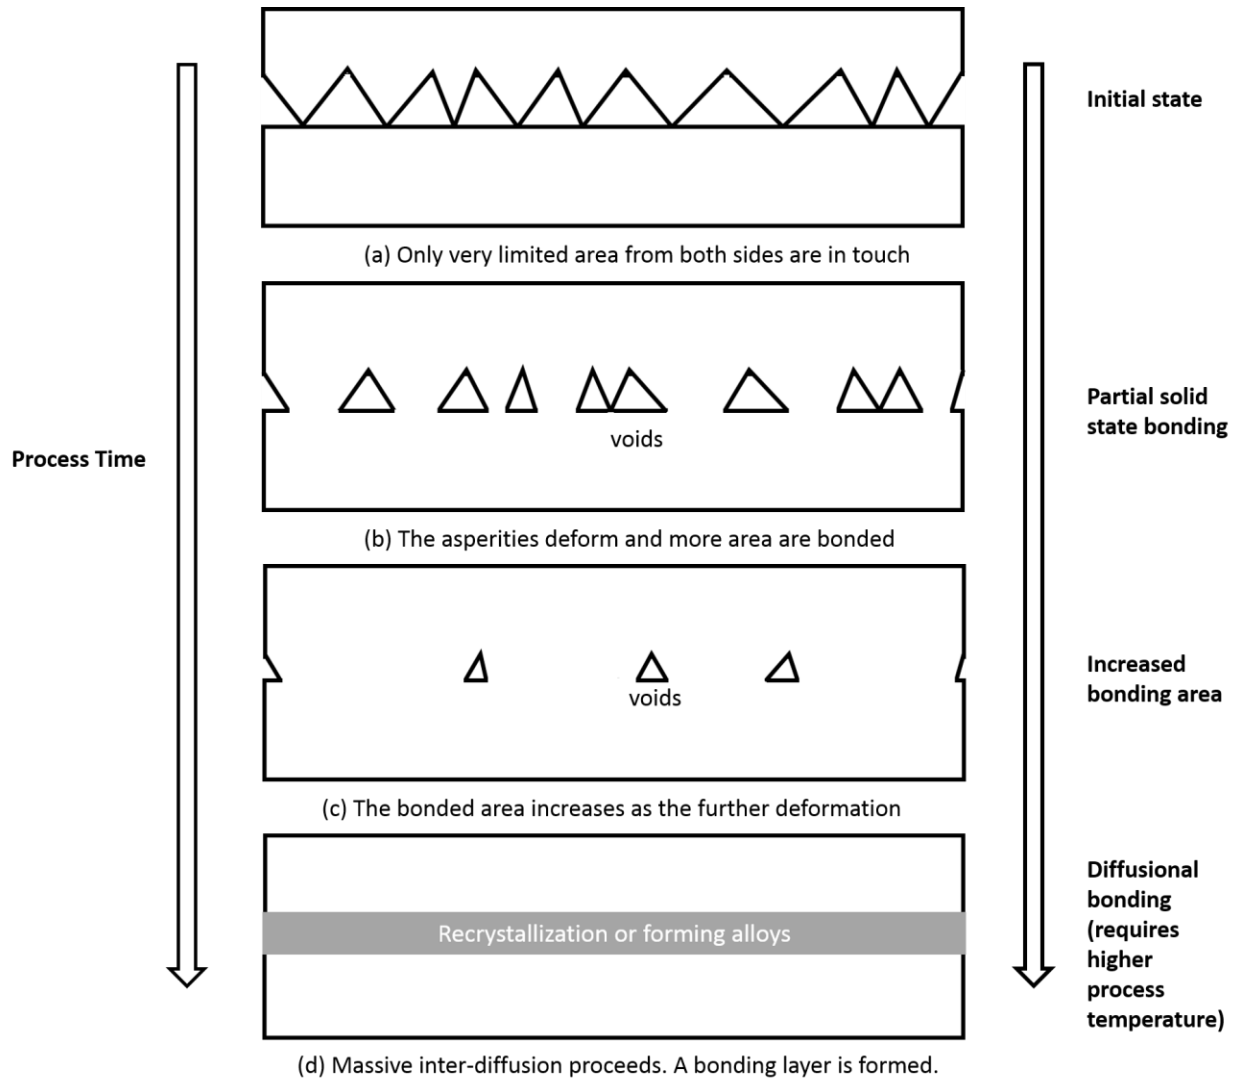 Initial state
(a) Only very limited area from both sides are in touch
Process Time
voids
Partial solid
state bonding
(b) The asperities deform and more area are bonded
voids
Increased
bonding area
(c) The bonded area increases as the further deformation
Recrystallization or forming alloys
Diffusional
bonding
(requires
higher
process
temperature)
(d) Massive inter-diffusion proceeds. A bonding layer is formed.